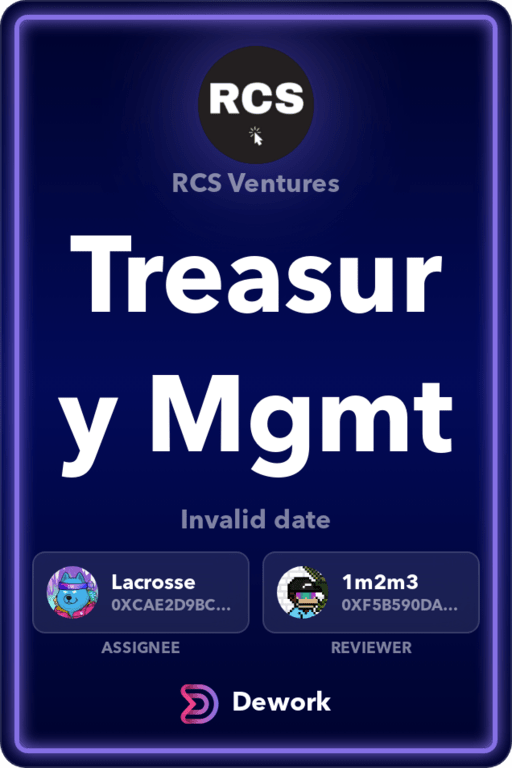 RCS
RCS Ventures
Treasur
y Mgmt
Invalid date
Lacrosse
0XCAE2D9BC...
ASSIGNEE
1m2m3
0XF5B590DA...
REVIEWER
Dework